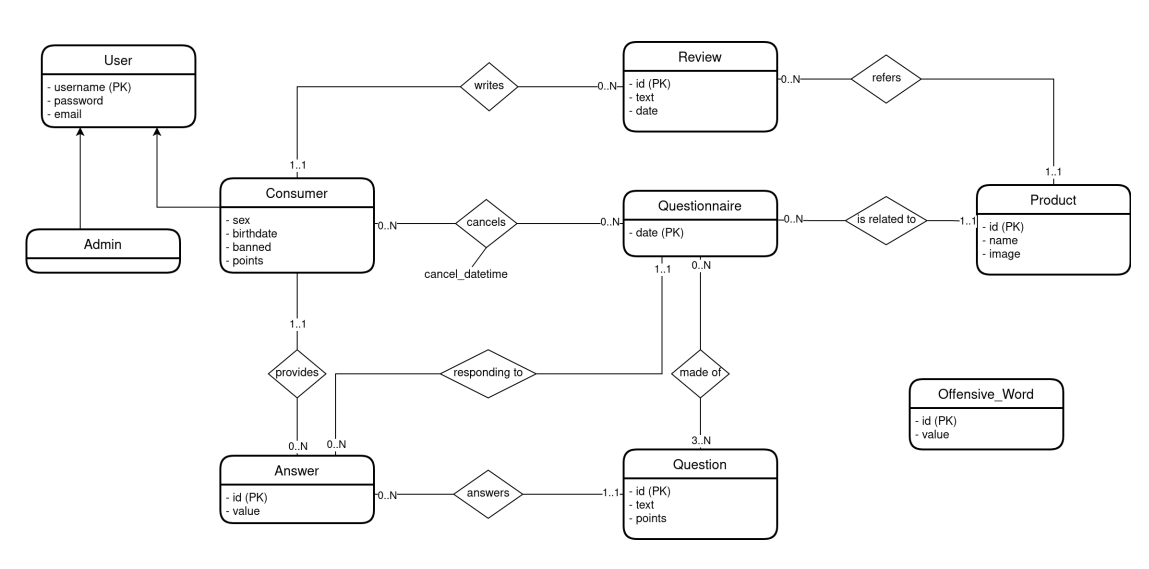 User
- username (PK)
- password
- email
Admin
Consumer
- sex
- birthdate
- banned
- points
1..1
writes
0..N
Review
- id (PK)
- text
- date
0..N
refers
1..1
Product
- id (PK)
- name
- image
0..N
cancels
cancel_datetime
0..N
Questionnaire
- date (PK)
0..N
is related to
1..1
1..1
provides
0..N
0..N
responding to
1..1
0..N
made of
3..N
Answer
- id (PK)
- value
0..N
answers
1..1
Question
- id (PK)
- text
- points
Offensive_Word
- id (PK)
- value